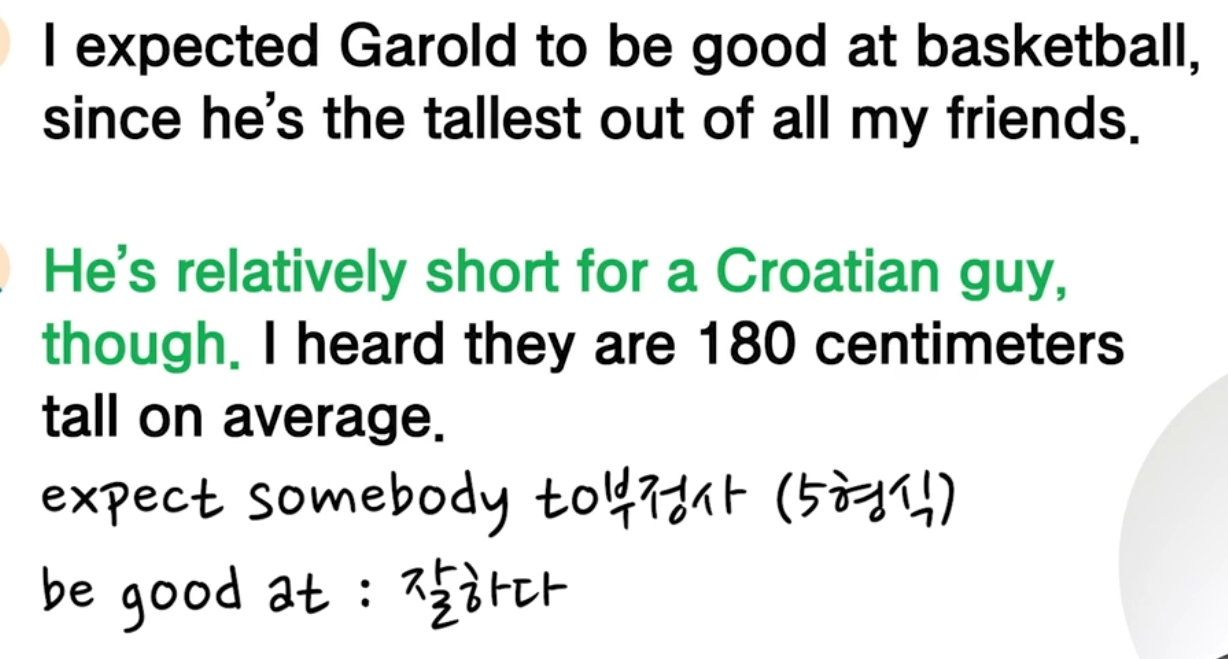 I expected Garold to be good at basketball,
since he's the tallest out of all my friends.
He's relatively short for a Croatian guy,
though. I heard they are 180 centimeters
tall on average.
expect somebody to부정사 (5형식)
be good at : 잘하다